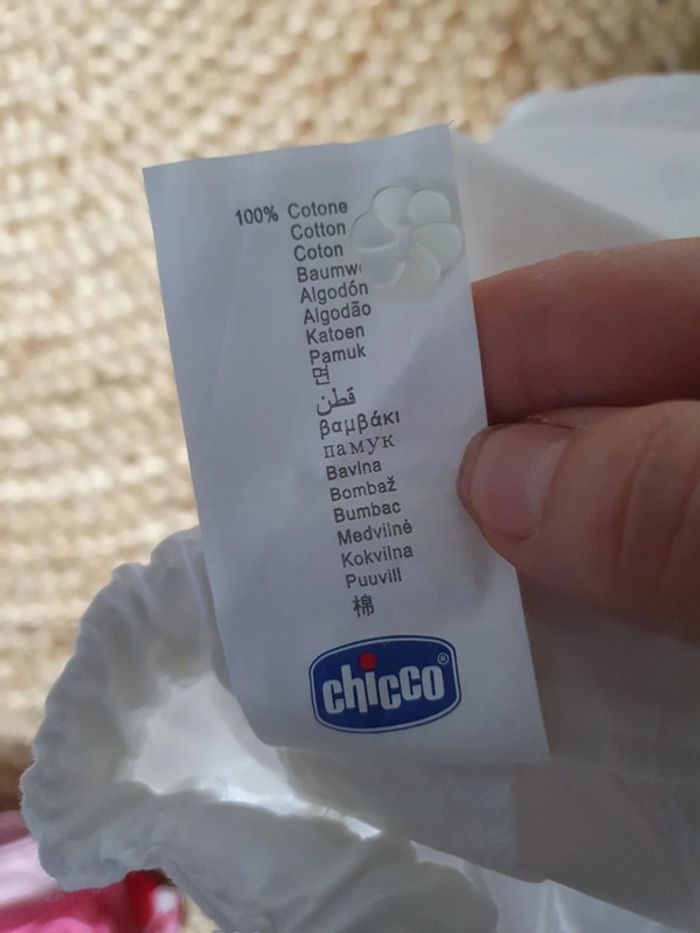 100% Cotone
Cotton
Coton
Algodón
Algodão
Katoen
Pamuk
면
قطن
βαμβάκι
памук
Bavlna
Bombaž
Bumbac
Medvilnė
Kokvilna
Puuvill
棉
chicco®